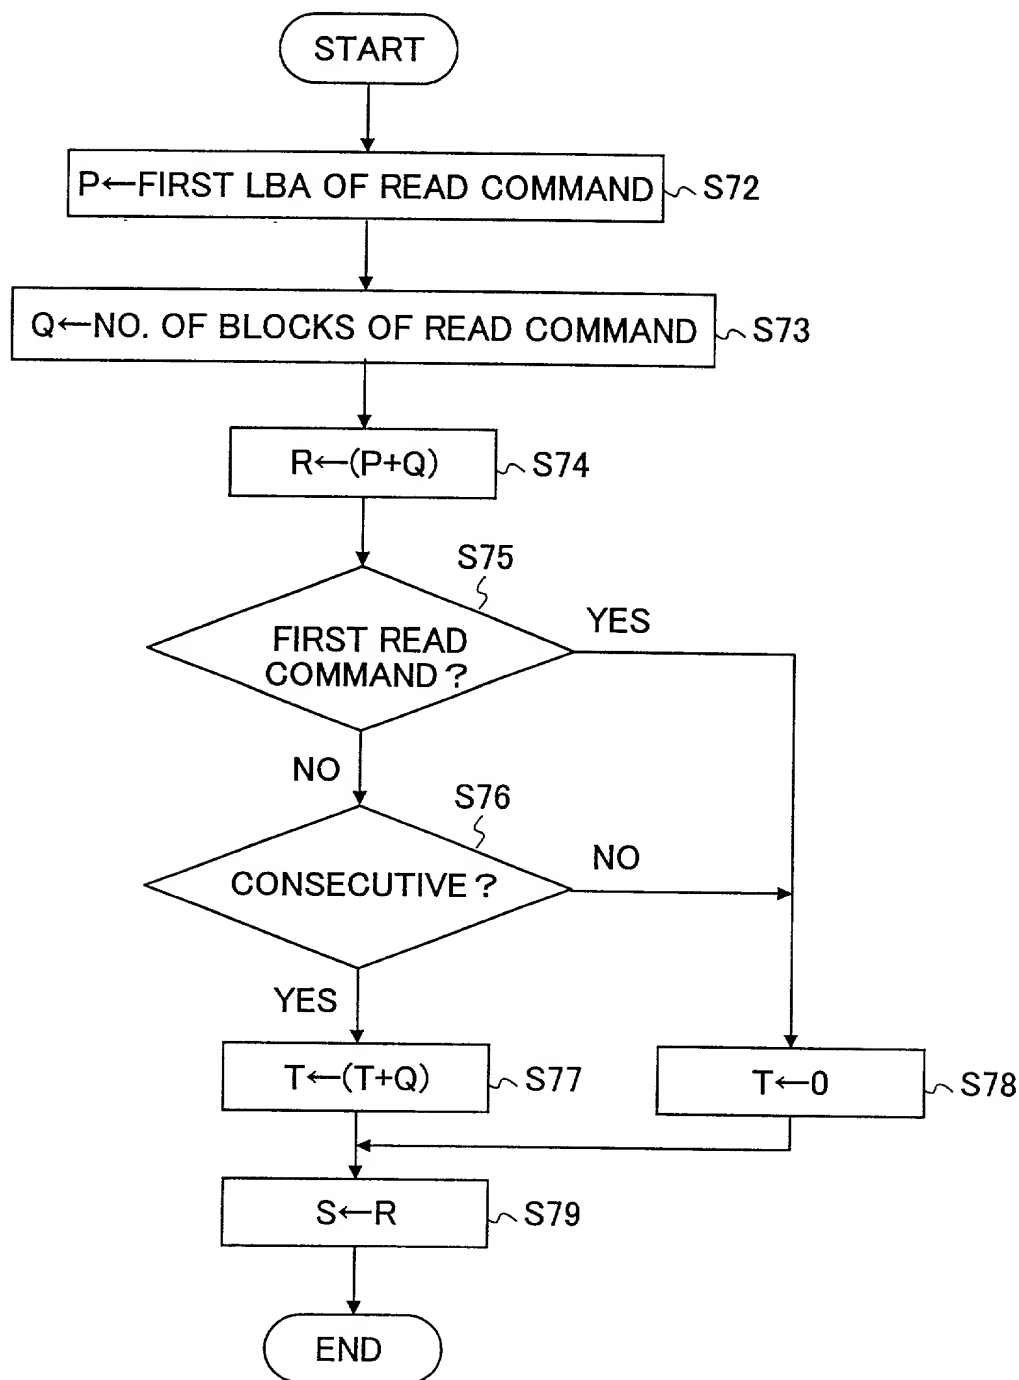 START
P←FIRST LBA OF READ COMMAND
S72
Q←NO. OF BLOCKS OF READ COMMAND
S73
R←(P+Q)
S74
S75
FIRST READ
COMMAND?
YES
NO
S76
CONSECUTIVE?
NO
YES
T←(T+Q)
S77
T←0
S78
S←R
S79
END